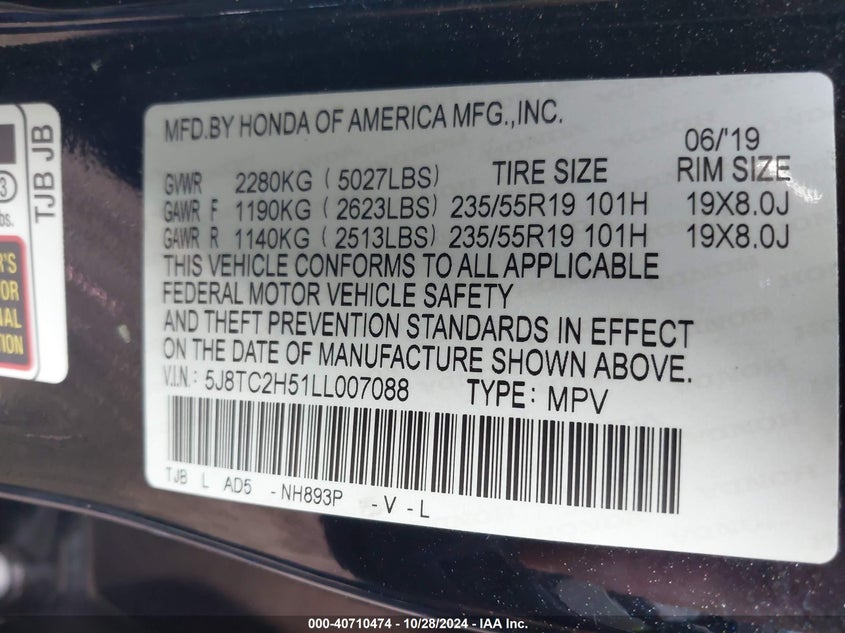 MFD.BY HONDA OF AMERICA MFG.,INC.
06/'19
GVWR 2280KG ( 5027LBS) TIRE SIZE RIM SIZE
GAWR F 1190KG (2623LBS) 235/55R19 101H 19X8.0J
GAWR R 1140KG (2513LBS) 235/55R19 101H 19X8.0J
THIS VEHICLE CONFORMS TO ALL APPLICABLE
FEDERAL MOTOR VEHICLE SAFETY
AND THEFT PREVENTION STANDARDS IN EFFECT
ON THE DATE OF MANUFACTURE SHOWN ABOVE.
V.I.N.: 5J8TC2H51LL007088 TYPE: MPV
TJB L AD5 -NH893P -V-L
TJB JB
000-40710474 | 10/28/2024 - IAA Inc.